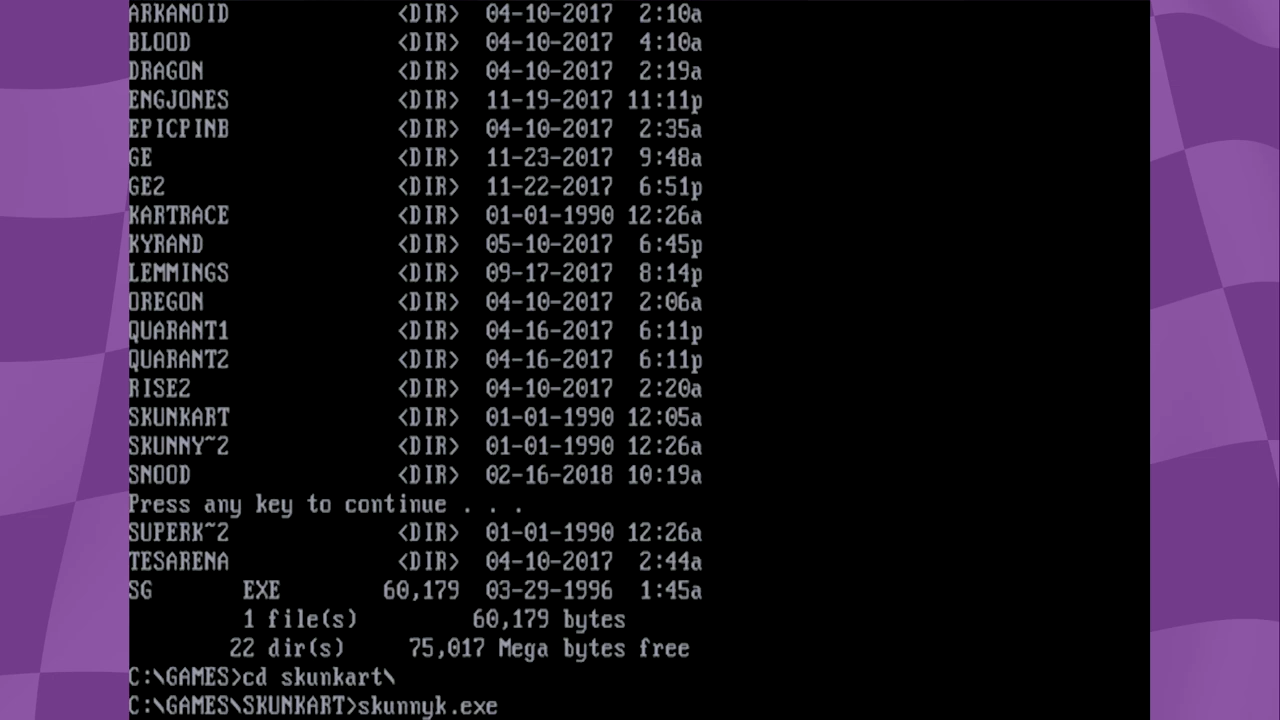 ARKANOID <DIR> 04-10-2017 2:10a
BLOOD <DIR> 04-10-2017 4:10a
DRAGON <DIR> 04-10-2017 2:19a
ENGJONES <DIR> 11-19-2017 11:11p
EPICPINB <DIR> 04-10-2017 2:35a
GE <DIR> 11-23-2017 9:48a
GE2 <DIR> 11-22-2017 6:51p
KARTRACE <DIR> 01-01-1990 12:26a
KYRAND <DIR> 05-10-2017 6:45p
LEMMINGS <DIR> 09-17-2017 8:14p
OREGON <DIR> 04-10-2017 2:06a
QUARANT1 <DIR> 04-16-2017 6:11p
QUARANT2 <DIR> 04-16-2017 6:11p
RISE2 <DIR> 04-10-2017 2:20a
SKUNKART <DIR> 01-01-1990 12:05a
SKUNNY~2 <DIR> 01-01-1990 12:26a
SNOOD <DIR> 02-16-2018 10:19a
Press any key to continue . . .
SUPERK~2 <DIR> 01-01-1990 12:26a
TESARENA <DIR> 04-10-2017 2:44a
SG EXE 60,179 03-29-1996 1:45a
1 file(s) 60,179 bytes
22 dir(s) 75,017 Mega bytes free
C:\GAMES>cd skunkart\
C:\GAMES\SKUNKART>skunnyk.exe